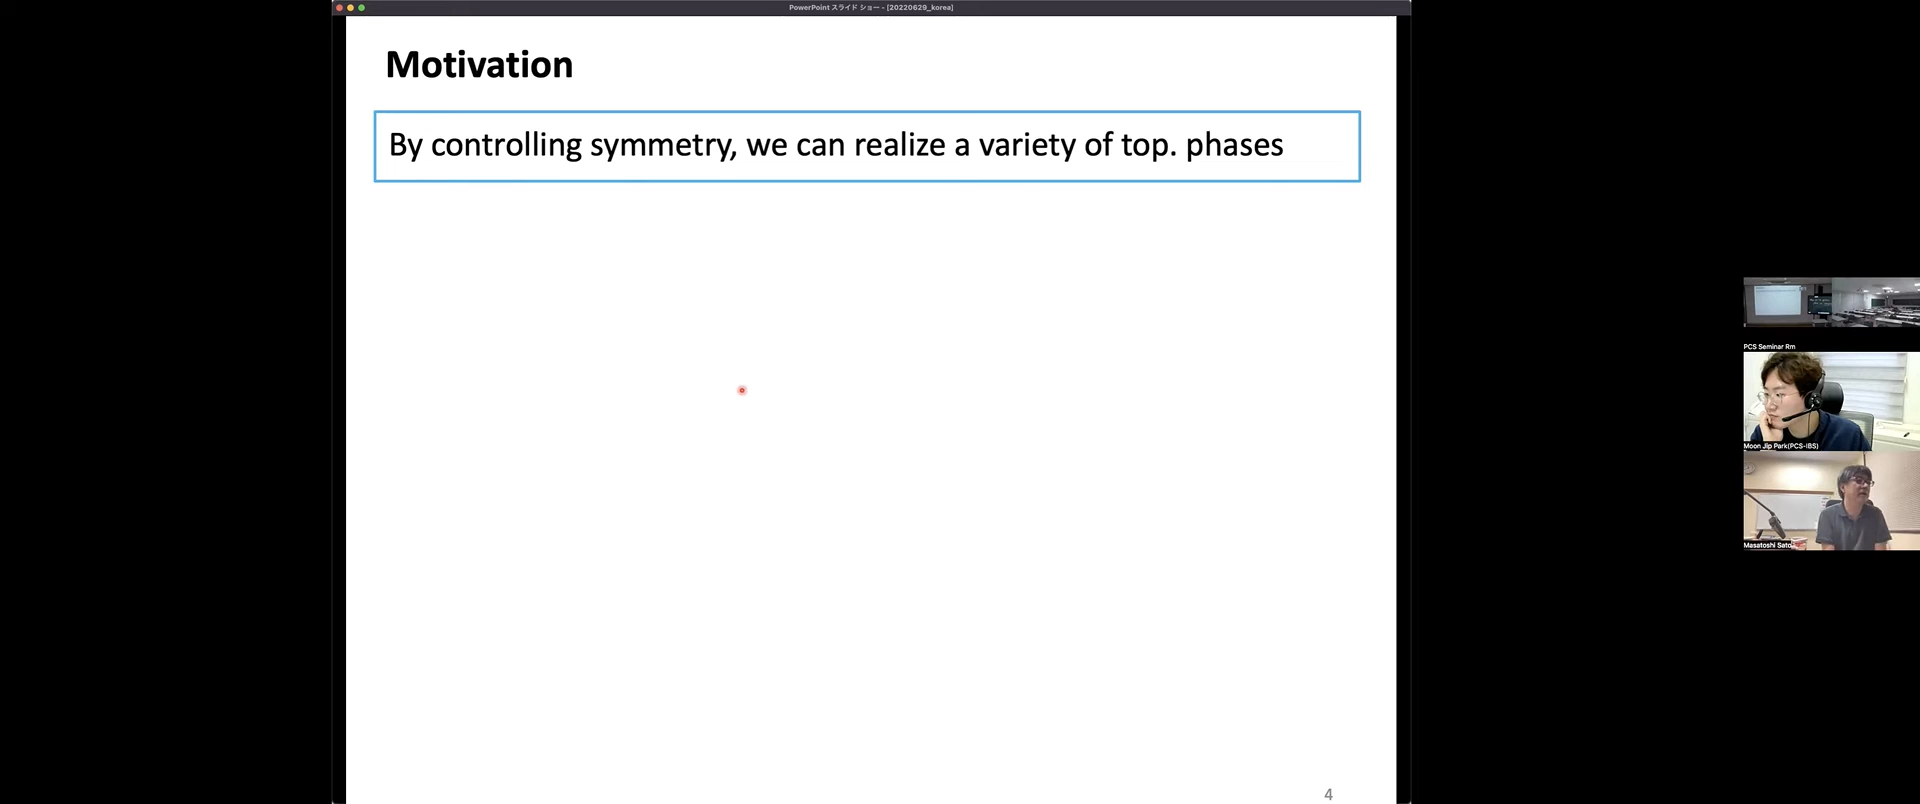 PowerPoint スライド ショー - [20220629_korea]
Motivation
By controlling symmetry, we can realize a variety of top. phases
PCS Seminar Rm
Moon Jip Park(PCS-IBS)
Masatoshi Sato
4